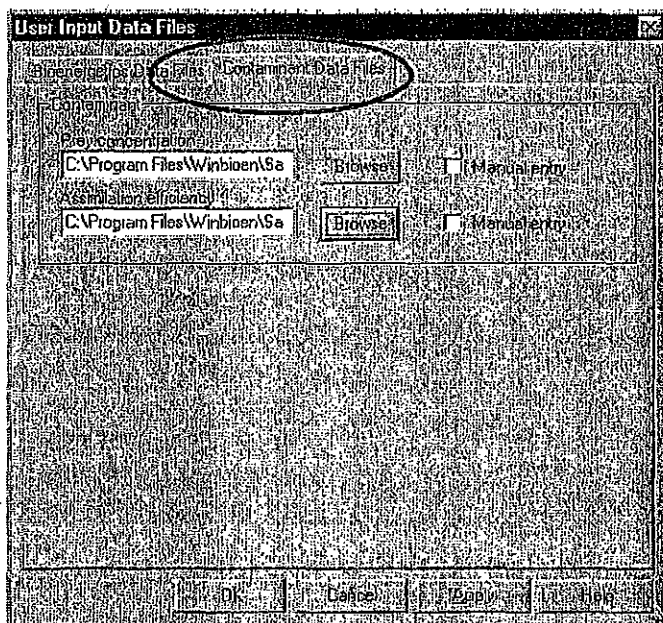 User Input Data Files
Bioenergetics Data Files Contaminant Data Files
Contaminant
Prey concentration
C:\Program Files\Winbioen\Sa Browse Manual entry
Assimilation efficiency
C:\Program Files\Winbioen\Sa Browse Manual entry
Ok Cancel Apply Help